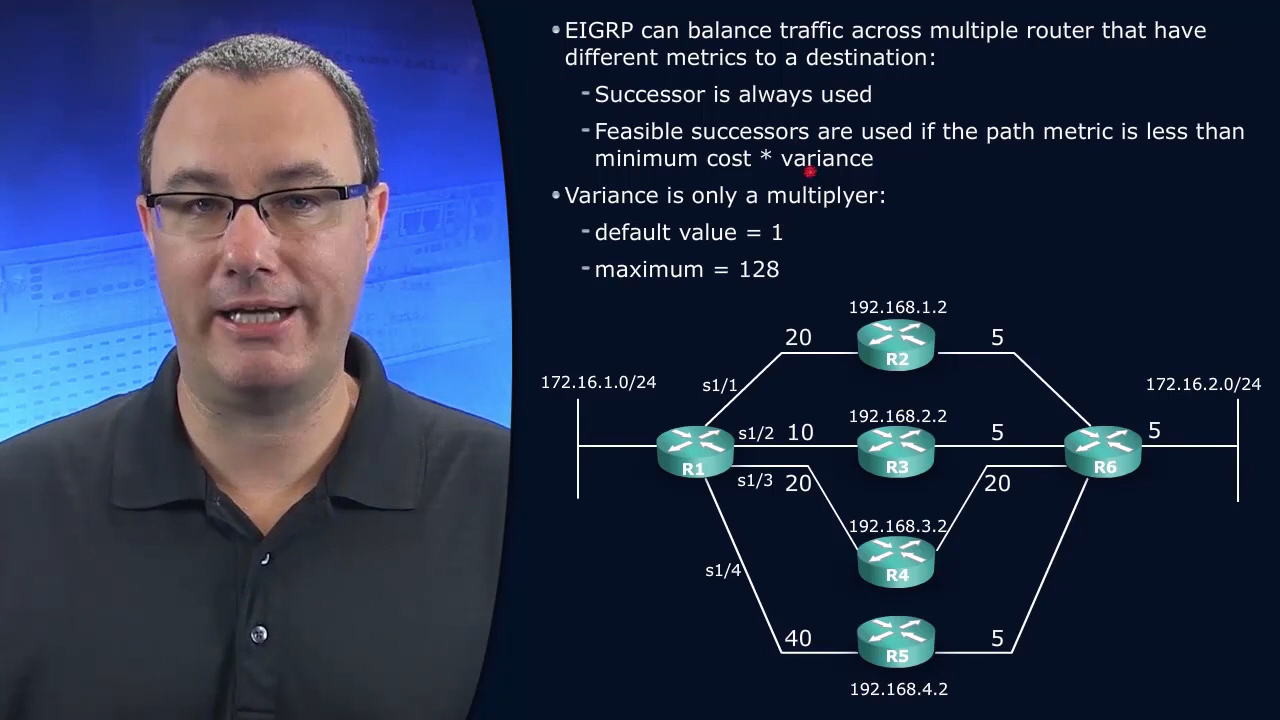 •EIGRP can balance traffic across multiple router that have
different metrics to a destination:
-Successor is always used
-Feasible successors are used if the path metric is less than
minimum cost * variance
•Variance is only a multiplyer:
-default value = 1
-maximum = 128
192.168.1.2
20
5
R2
172.16.1.0/24
s1/1
172.16.2.0/24
192.168.2.2
s1/2
10
5
5
R1
R3
R6
s1/3
20
20
192.168.3.2
R4
s1/4
40
5
R5
192.168.4.2